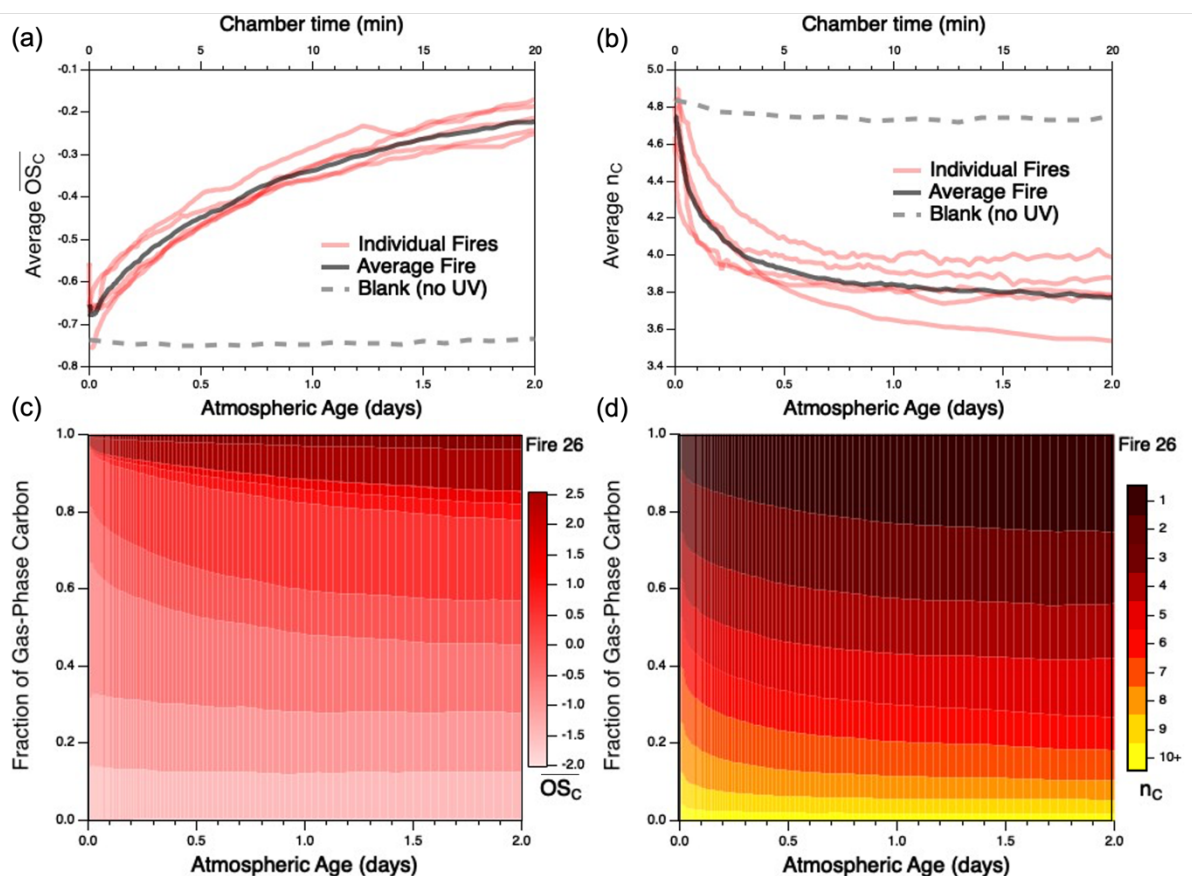 (a)
Chamber time (min)
0 5 10 15 20
-0.1
-0.2
-0.3
-0.4
-0.5
-0.6
-0.7
-0.8
Average OSC
Individual Fires
Average Fire
Blank (no UV)
0.0 0.5 1.0 1.5 2.0
Atmospheric Age (days)
(b)
Chamber time (min)
0 5 10 15 20
5.0
4.8
4.4
4.2
4.0
3.8
3.6
3.4
Average nC
Individual Fires
Average Fire
Blank (no UV)
0.0 0.5 1.0 1.5 2.0
Atmospheric Age (days)
(c)
1.0
0.8
0.6
0.4
0.2
0.0
Fraction of Gas-Phase Carbon
Fire 26
2.5
2.0
1.5
1.0
0.5
0.0
-0.5
-1.0
-1.5
-2.0
OSC
0.0 0.5 1.0 1.5 2.0
Atmospheric Age (days)
(d)
1.0
0.8
0.6
0.4
0.2
0.0
Fraction of Gas-Phase Carbon
Fire 26
1
2
3
4
5
6
7
8
9
10+
nC
0.0 0.5 1.0 1.5 2.0
Atmospheric Age (days)